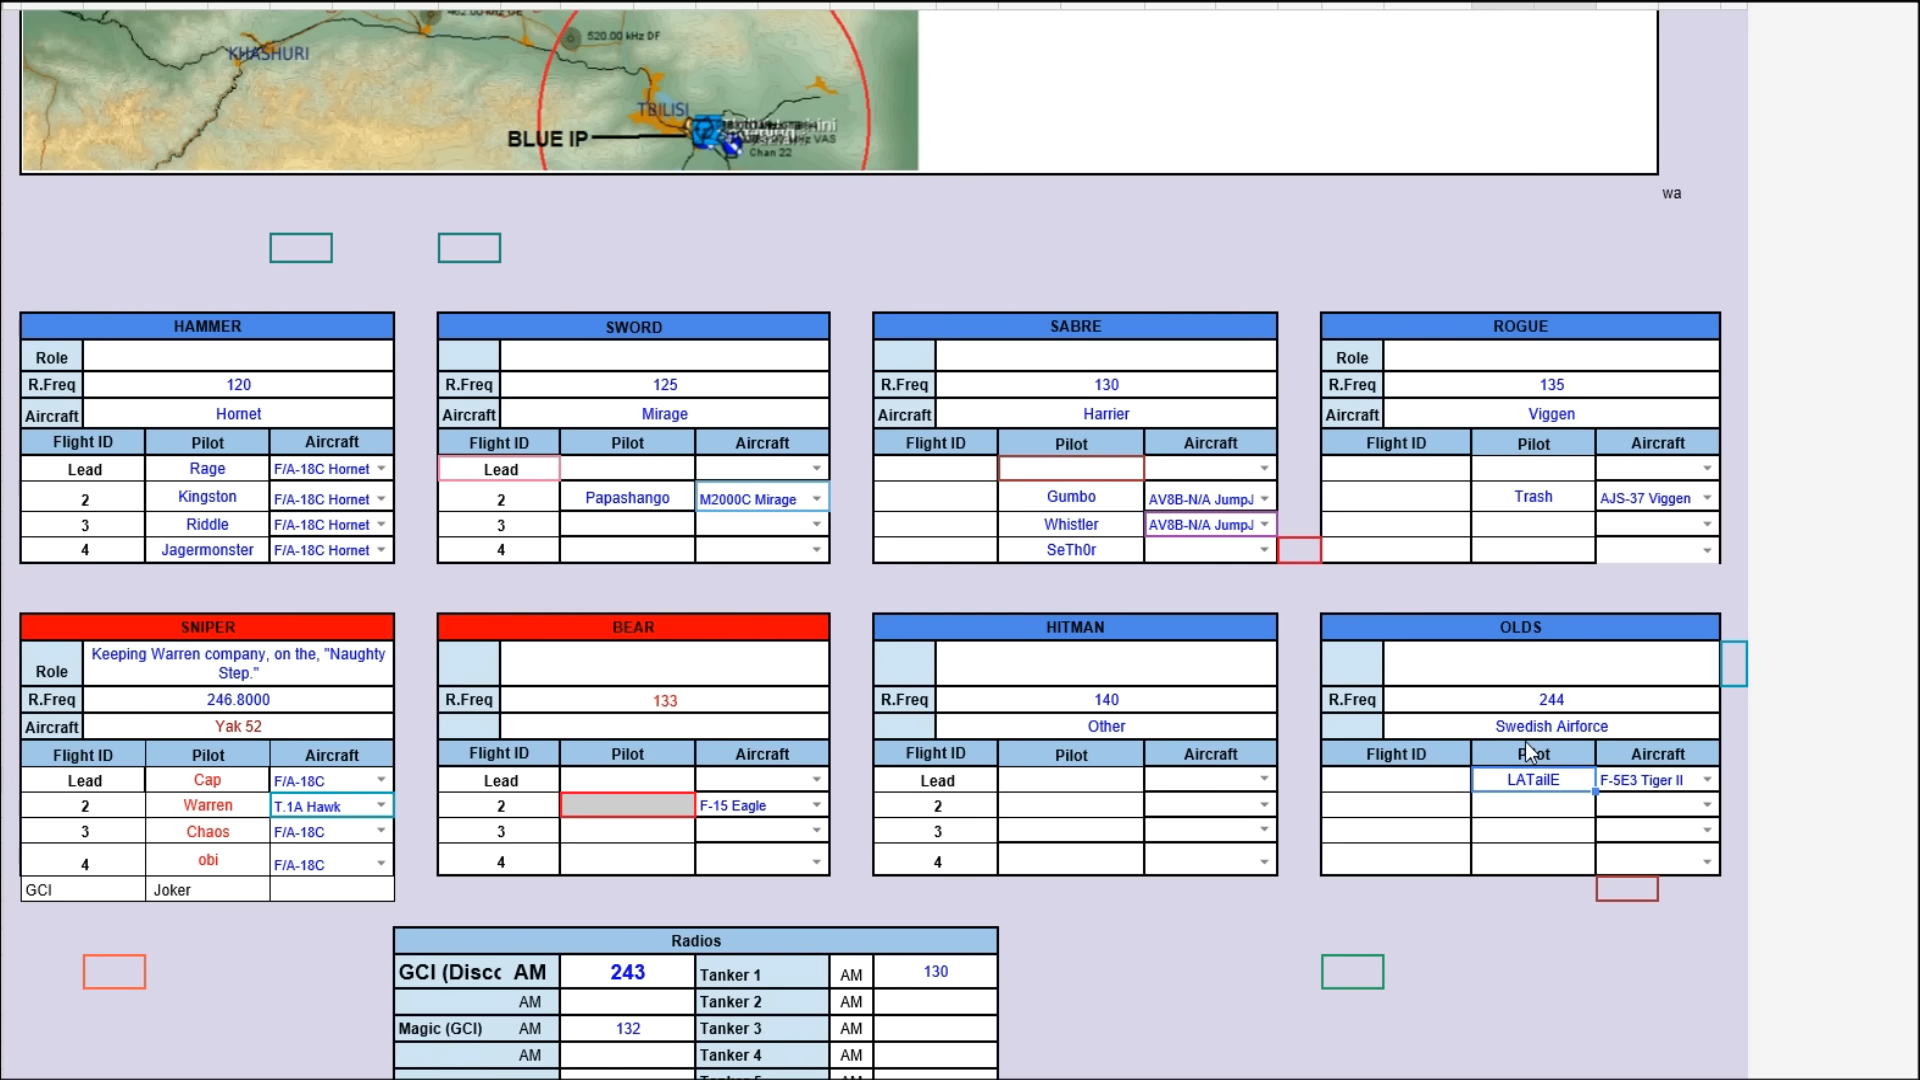 520.00 kHz DF
KHASHURI
TBILISI
BLUE IP
VAS
Chan 22
wa
HAMMER
Role
R.Freq 120
Aircraft Hornet
Flight ID Pilot Aircraft
Lead Rage F/A-18C Hornet
2 Kingston F/A-18C Hornet
3 Riddle F/A-18C Hornet
4 Jagermonster F/A-18C Hornet
SWORD
R.Freq 125
Aircraft Mirage
Flight ID Pilot Aircraft
Lead
2 Papashango M2000C Mirage
3
4
SABRE
R.Freq 130
Aircraft Harrier
Flight ID Pilot Aircraft
Gumbo AV8B-N/A JumpJ
Whistler AV8B-N/A JumpJ
SeTh0r
ROGUE
Role
R.Freq 135
Aircraft Viggen
Flight ID Pilot Aircraft
Trash AJS-37 Viggen
SNIPER
Role Keeping Warren company, on the, "Naughty
Step."
R.Freq 246.8000
Aircraft Yak 52
Flight ID Pilot Aircraft
Lead Cap F/A-18C
2 Warren T.1A Hawk
3 Chaos F/A-18C
4 obi F/A-18C
GCI Joker
BEAR
R.Freq 133
Flight ID Pilot Aircraft
Lead
2 F-15 Eagle
3
4
HITMAN
R.Freq 140
Other
Flight ID Pilot Aircraft
Lead
2
3
4
OLDS
R.Freq 244
Swedish Airforce
Flight ID Pilot Aircraft
LATailE F-5E3 Tiger II
Radios
GCI (Disc AM 243 Tanker 1 AM 130
AM Tanker 2 AM
Magic (GCI) AM 132 Tanker 3 AM
AM Tanker 4 AM